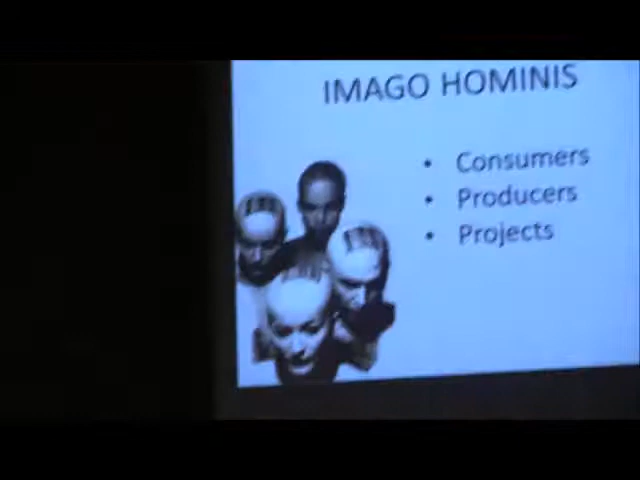 IMAGO HOMINIS
• Consumers
• Producers
• Projects